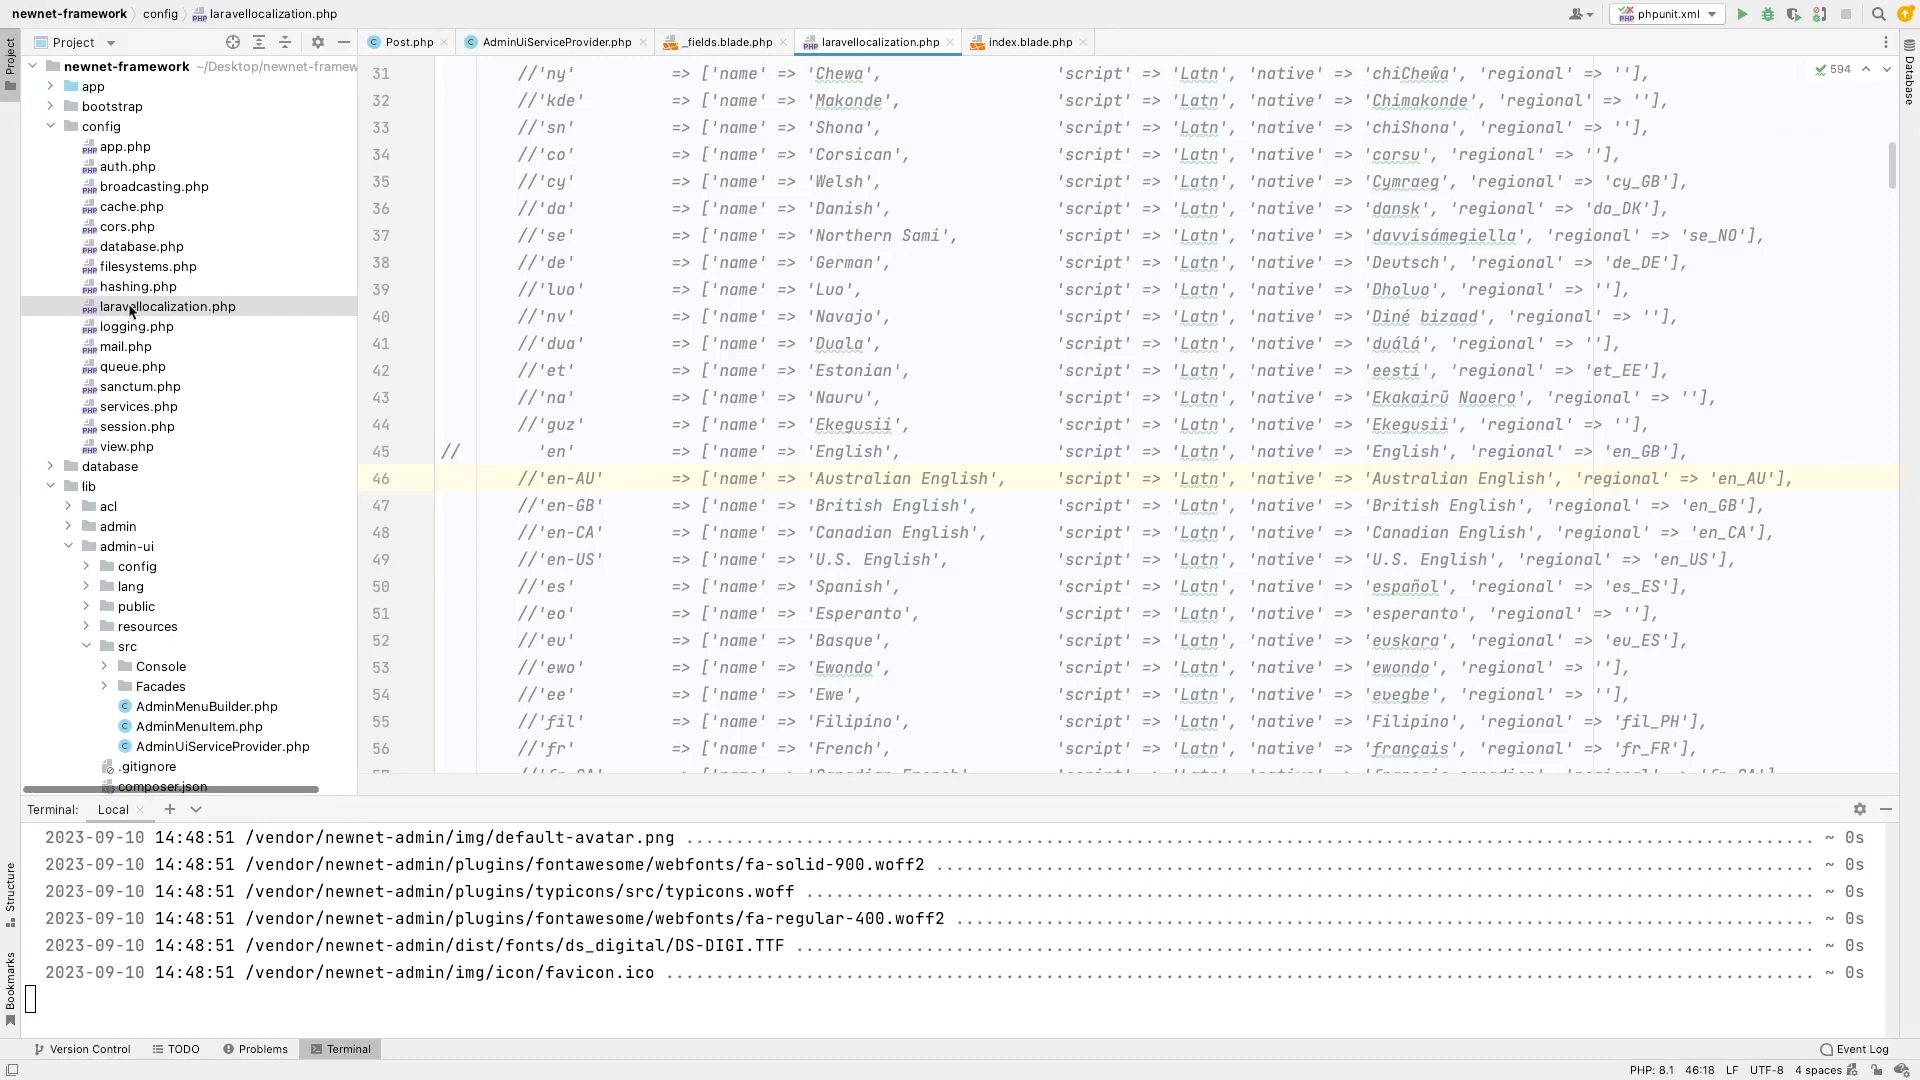 newnet-framework > config > laravellocalization.php
phpunit.xml
Project
Post.php
AdminUiServiceProvider.php
_fields.blade.php
laravellocalization.php
index.blade.php
Project
Database
594
newnet-framework ~/Desktop/newnet-framew
app
bootstrap
config
app.php
auth.php
broadcasting.php
cache.php
cors.php
database.php
filesystems.php
hashing.php
laravellocalization.php
logging.php
mail.php
queue.php
sanctum.php
services.php
session.php
view.php
database
lib
acl
admin
admin-ui
config
lang
public
resources
src
Console
Facades
AdminMenuBuilder.php
AdminMenuItem.php
AdminUiServiceProvider.php
.gitignore
composer.json
31 //'ny' => ['name' => 'Chewa', 'script' => 'Latn', 'native' => 'chiCheŵa', 'regional' => ''],
32 //'kde' => ['name' => 'Makonde', 'script' => 'Latn', 'native' => 'Chimakonde', 'regional' => ''],
33 //'sn' => ['name' => 'Shona', 'script' => 'Latn', 'native' => 'chiShona', 'regional' => ''],
34 //'co' => ['name' => 'Corsican', 'script' => 'Latn', 'native' => 'corsu', 'regional' => ''],
35 //'cy' => ['name' => 'Welsh', 'script' => 'Latn', 'native' => 'Cymraeg', 'regional' => 'cy_GB'],
36 //'da' => ['name' => 'Danish', 'script' => 'Latn', 'native' => 'dansk', 'regional' => 'da_DK'],
37 //'se' => ['name' => 'Northern Sami', 'script' => 'Latn', 'native' => 'davvisámegiella', 'regional' => 'se_NO'],
38 //'de' => ['name' => 'German', 'script' => 'Latn', 'native' => 'Deutsch', 'regional' => 'de_DE'],
39 //'luo' => ['name' => 'Luo', 'script' => 'Latn', 'native' => 'Dholuo', 'regional' => ''],
40 //'nv' => ['name' => 'Navajo', 'script' => 'Latn', 'native' => 'Diné bizaad', 'regional' => ''],
41 //'dua' => ['name' => 'Duala', 'script' => 'Latn', 'native' => 'duálá', 'regional' => ''],
42 //'et' => ['name' => 'Estonian', 'script' => 'Latn', 'native' => 'eesti', 'regional' => 'et_EE'],
43 //'na' => ['name' => 'Nauru', 'script' => 'Latn', 'native' => 'Ekakairũ Naoero', 'regional' => ''],
44 //'guz' => ['name' => 'Ekegusii', 'script' => 'Latn', 'native' => 'Ekegusii', 'regional' => ''],
45 // 'en' => ['name' => 'English', 'script' => 'Latn', 'native' => 'English', 'regional' => 'en_GB'],
46 //'en-AU' => ['name' => 'Australian English', 'script' => 'Latn', 'native' => 'Australian English', 'regional' => 'en_AU'],
47 //'en-GB' => ['name' => 'British English', 'script' => 'Latn', 'native' => 'British English', 'regional' => 'en_GB'],
48 //'en-CA' => ['name' => 'Canadian English', 'script' => 'Latn', 'native' => 'Canadian English', 'regional' => 'en_CA'],
49 //'en-US' => ['name' => 'U.S. English', 'script' => 'Latn', 'native' => 'U.S. English', 'regional' => 'en_US'],
50 //'es' => ['name' => 'Spanish', 'script' => 'Latn', 'native' => 'español', 'regional' => 'es_ES'],
51 //'eo' => ['name' => 'Esperanto', 'script' => 'Latn', 'native' => 'esperanto', 'regional' => ''],
52 //'eu' => ['name' => 'Basque', 'script' => 'Latn', 'native' => 'euskara', 'regional' => 'eu_ES'],
53 //'ewo' => ['name' => 'Ewondo', 'script' => 'Latn', 'native' => 'ewondo', 'regional' => ''],
54 //'ee' => ['name' => 'Ewe', 'script' => 'Latn', 'native' => 'eʋegbe', 'regional' => ''],
55 //'fil' => ['name' => 'Filipino', 'script' => 'Latn', 'native' => 'Filipino', 'regional' => 'fil_PH'],
56 //'fr' => ['name' => 'French', 'script' => 'Latn', 'native' => 'français', 'regional' => 'fr_FR'],
Terminal: Local
2023-09-10 14:48:51 /vendor/newnet-admin/img/default-avatar.png ~ 0s
2023-09-10 14:48:51 /vendor/newnet-admin/plugins/fontawesome/webfonts/fa-solid-900.woff2 ~ 0s
2023-09-10 14:48:51 /vendor/newnet-admin/plugins/typicons/src/typicons.woff ~ 0s
2023-09-10 14:48:51 /vendor/newnet-admin/plugins/fontawesome/webfonts/fa-regular-400.woff2 ~ 0s
2023-09-10 14:48:51 /vendor/newnet-admin/dist/fonts/ds_digital/DS-DIGI.TTF ~ 0s
2023-09-10 14:48:51 /vendor/newnet-admin/img/icon/favicon.ico ~ 0s
Structure
Bookmarks
Version Control
TODO
Problems
Terminal
Event Log
PHP: 8.1 46:18 LF UTF-8 4 spaces